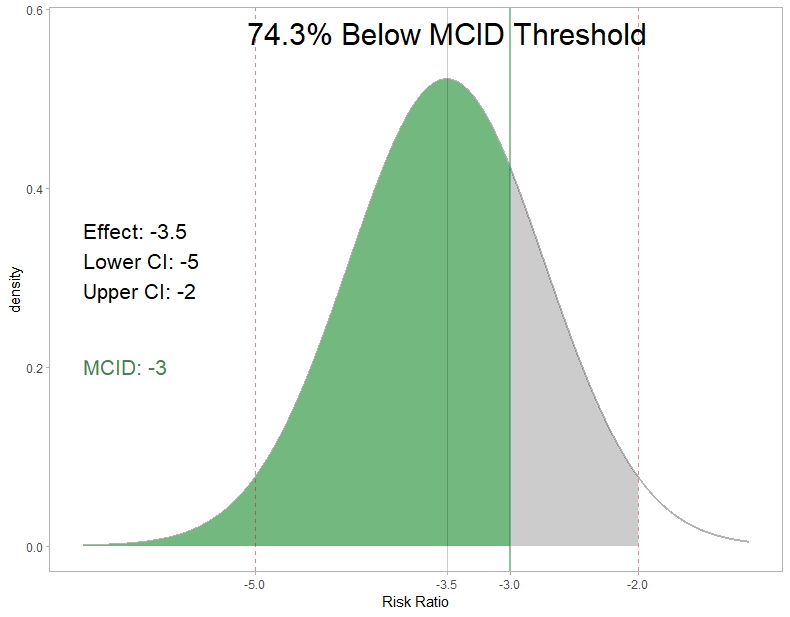 74.3% Below MCID Threshold
0.6
0.4
0.2
0.0
density
Effect: -3.5
Lower CI: -5
Upper CI: -2
MCID: -3
-5.0 -3.5 -3.0 -2.0
Risk Ratio